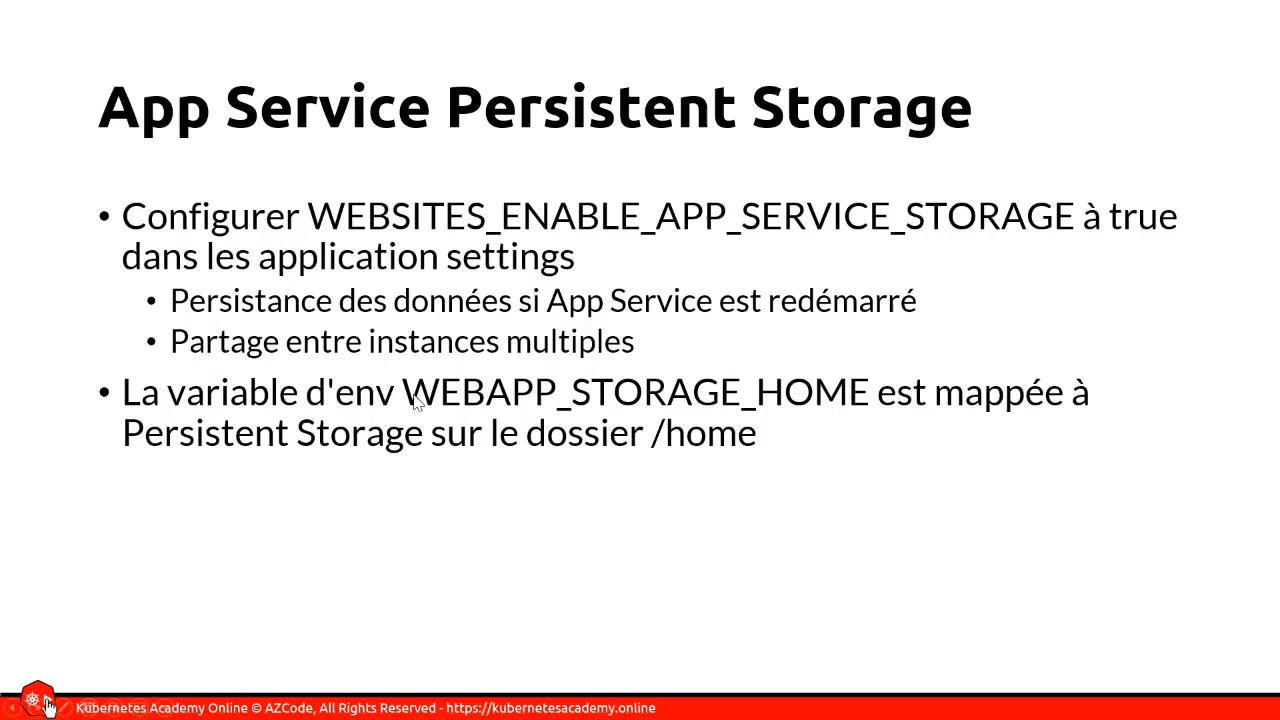 App Service Persistent Storage
• Configurer WEBSITES_ENABLE_APP_SERVICE_STORAGE à true
dans les application settings
• Persistance des données si App Service est redémarré
• Partage entre instances multiples
• La variable d'env WEBAPP_STORAGE_HOME est mappée à
Persistent Storage sur le dossier /home
Kubernetes Academy Online © AZCode, All Rights Reserved - https://kubernetesacademy.online